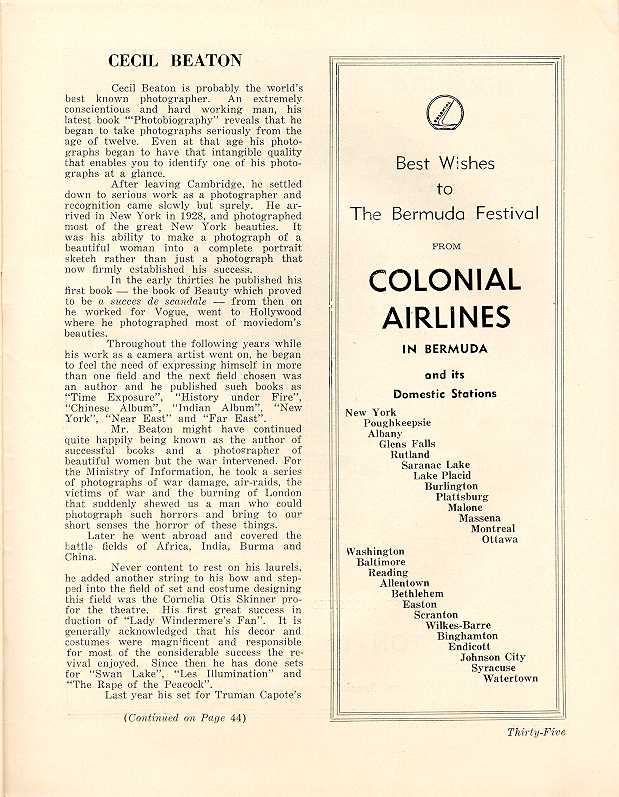 CECIL BEATON
Cecil Beaton is probably the world's
best known photographer. An extremely
conscientious and hard working man, his
latest book "'Photobiography" reveals that he
began to take photographs seriously from the
age of twelve. Even at that age his photo-
graphs began to have that intangible quality
that enables you to identify one of his photo-
graphs at a glance.
After leaving Cambridge, he settled
down to serious work as a photographer and
recognition came slowly but surely. He ar-
rived in New York in 1928, and photographed
most of the great New York beauties. It
was his ability to make a photograph of a
beautiful woman into a complete portrait
sketch rather than just a photograph that
now firmly established his success.
In the early thirties he published his
first book — the book of Beauty which proved
to be a succes de scandale — from then on
he worked for Vogue, went to Hollywood
where he photographed most of moviedom's
beauties.
Throughout the following years while
his work as a camera artist went on, he began
to feel the need of expressing himself in more
than one field and the next field chosen was
an author and he published such books as
"Time Exposure", "History under Fire",
"Chinese Album", "Indian Album", "New
York", "Near East" and "Far East".
Mr. Beaton might have continued
quite happily being known as the author of
successful books and a photosrapher of
beautiful women but the war intervened. For
the Ministry of Information, he took a series
of photographs of war damage, air-raids, the
victims of war and the burning of London
that suddenly shewed us a man who could
photograph such horrors and bring to our
short senses the horror of these things.
Later he went abroad and covered the
battle fields of Africa, India, Burma and
China.
Never content to rest on his laurels,
he added another string to his bow and step-
ped into the field of set and costume designing
this field was the Cornelia Otis Skinner pro-
for the theatre. His first great success in
duction of "Lady Windermere's Fan". It is
generally acknowledged that his decor and
costumes were magnificent and responsible
for most of the considerable success the re-
vival enjoyed. Since then he has done sets
for "Swan Lake", "Les Illumination" and
"The Rape of the Peacock".
Last year his set for Truman Capote's
(Continued on Page 44)
Best Wishes
to
The Bermuda Festival
FROM
COLONIAL
AIRLINES
IN BERMUDA
and its
Domestic Stations
New York
Poughkeepsie
Albany
Glens Falls
Rutland
Saranac Lake
Lake Placid
Burlington
Plattsburg
Malone
Massena
Montreal
Ottawa
Washington
Baltimore
Reading
Allentown
Bethlehem
Easton
Scranton
Wilkes-Barre
Binghamton
Endicott
Johnson City
Syracuse
Watertown
Thirty-Five